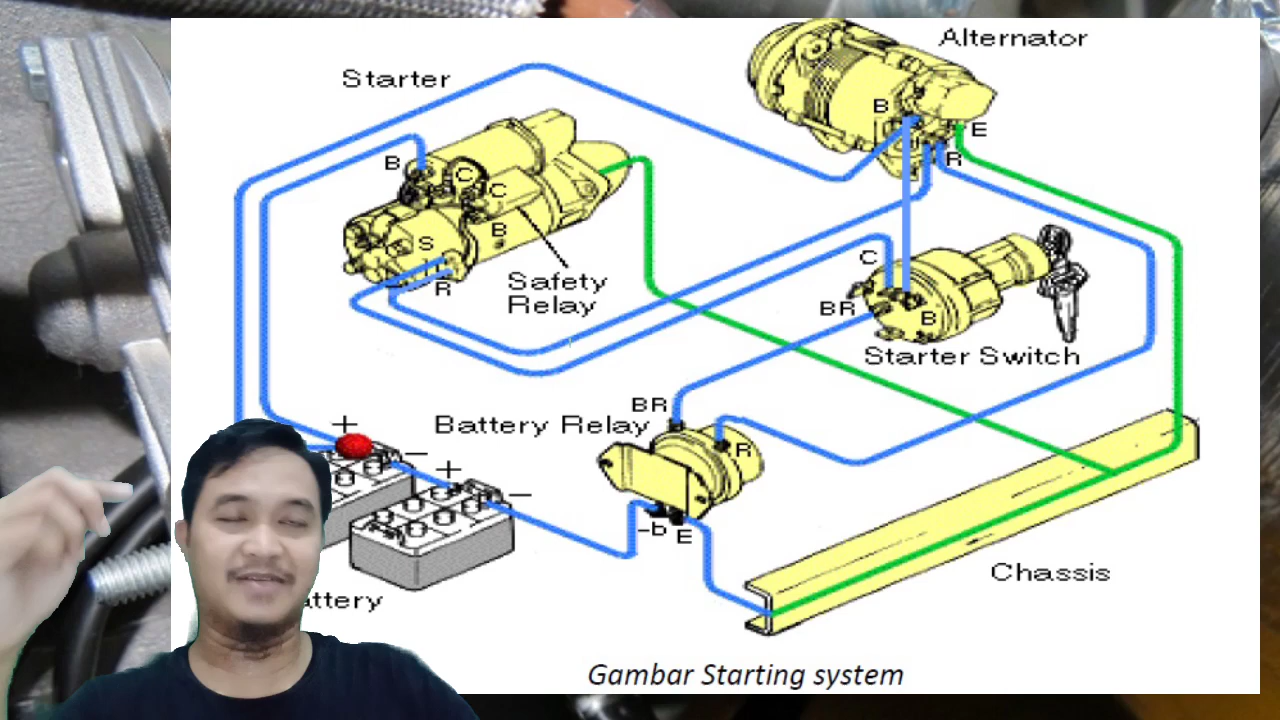 Alternator
Starter
B
E
R
B
C
C
S
B
R
Safety
Relay
C
BR
B
Starter Switch
BR
Battery Relay
R
+
−
+
−
-b
E
Chassis
attery
Gambar Starting system